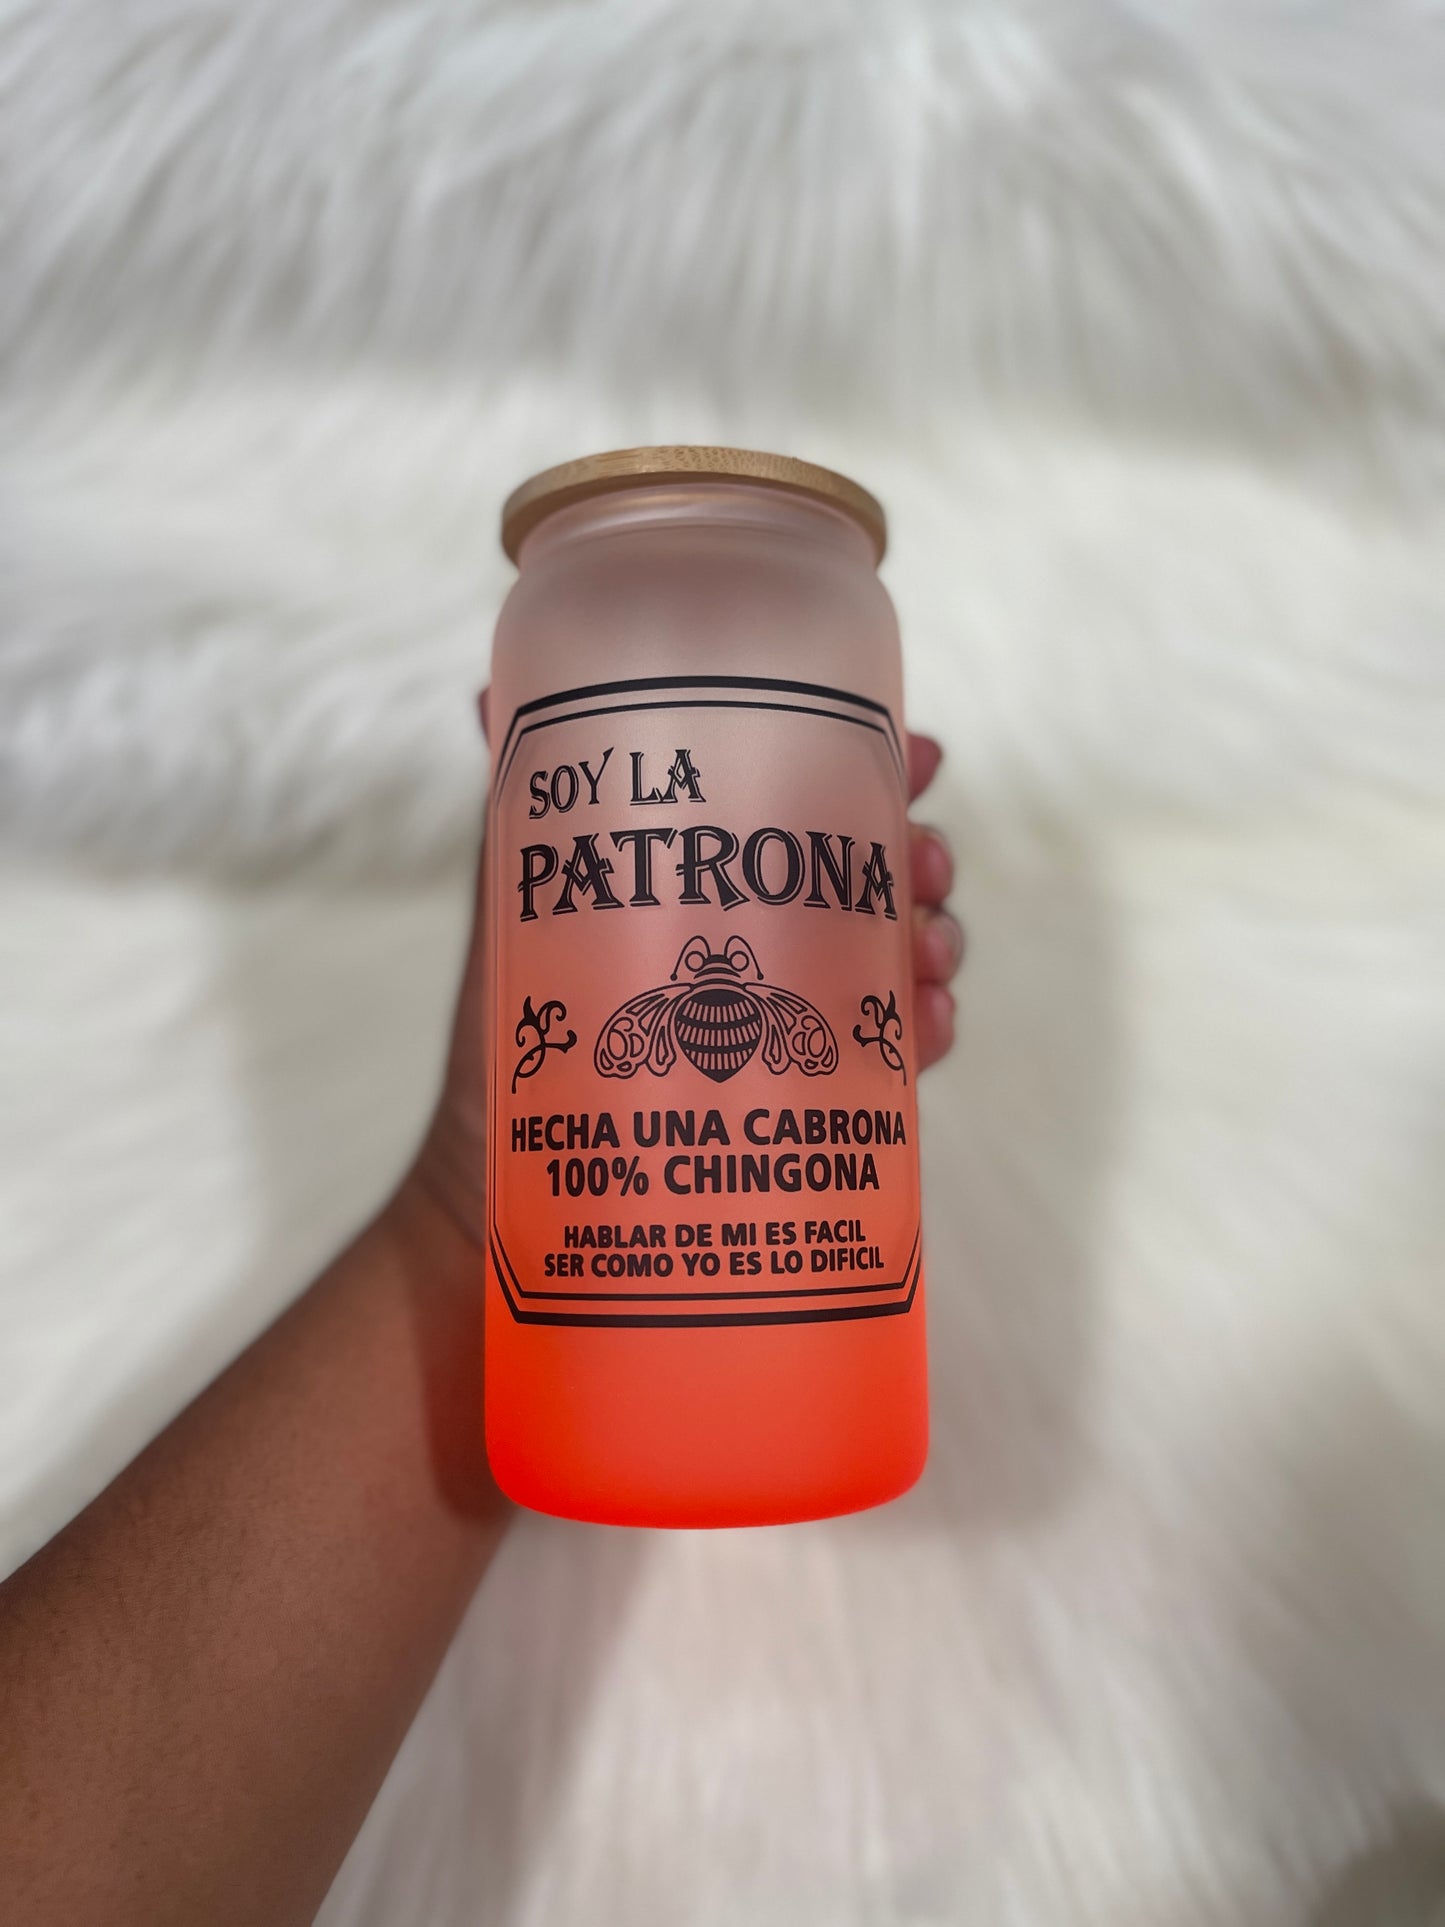 SOY LA
PATRONA
HECHA UNA CABRONA
100% CHINGONA
HABLAR DE MI ES FACIL
SER COMO YO ES LO DIFICIL